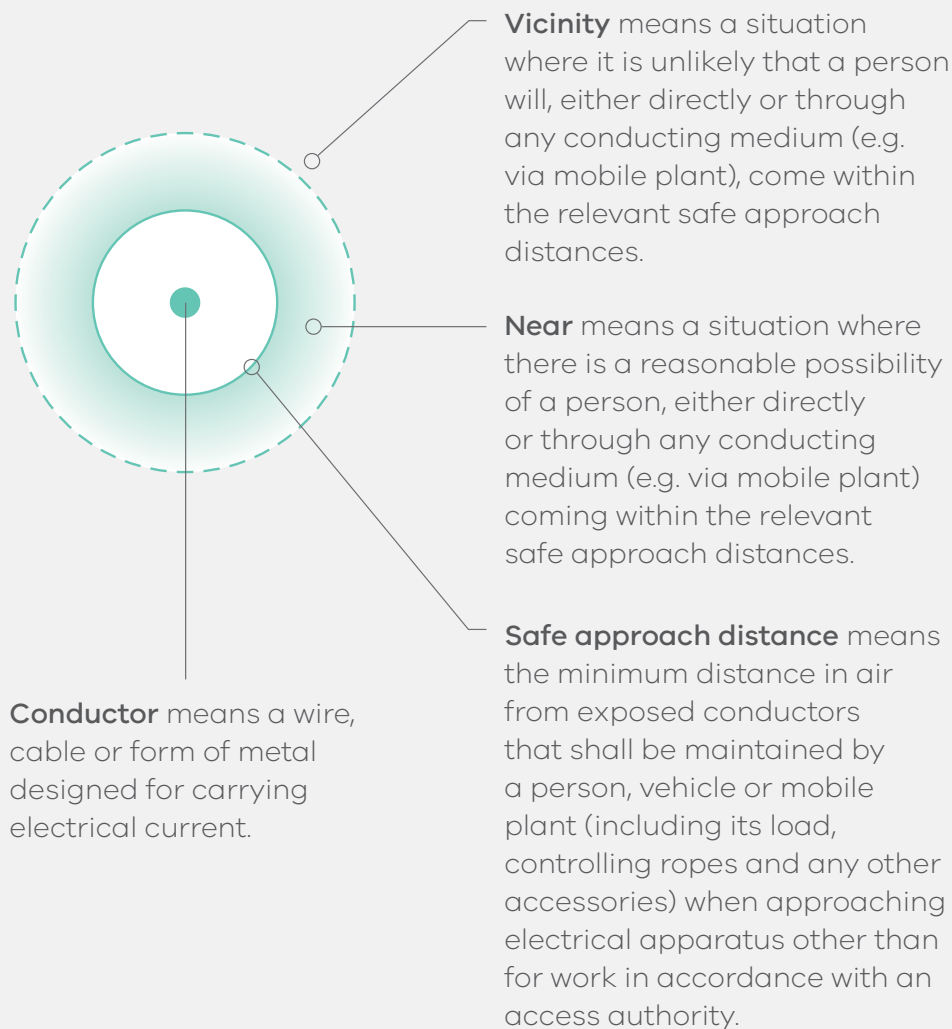 Vicinity means a situation
where it is unlikely that a person
will, either directly or through
any conducting medium (e.g.
via mobile plant), come within
the relevant safe approach
distances.
Near means a situation where
there is a reasonable possibility
of a person, either directly
or through any conducting
medium (e.g. via mobile plant)
coming within the relevant
safe approach distances.
Safe approach distance means
the minimum distance in air
from exposed conductors
that shall be maintained by
a person, vehicle or mobile
plant (including its load,
controlling ropes and any other
accessories) when approaching
electrical apparatus other than
for work in accordance with an
access authority.
Conductor means a wire,
cable or form of metal
designed for carrying
electrical current.